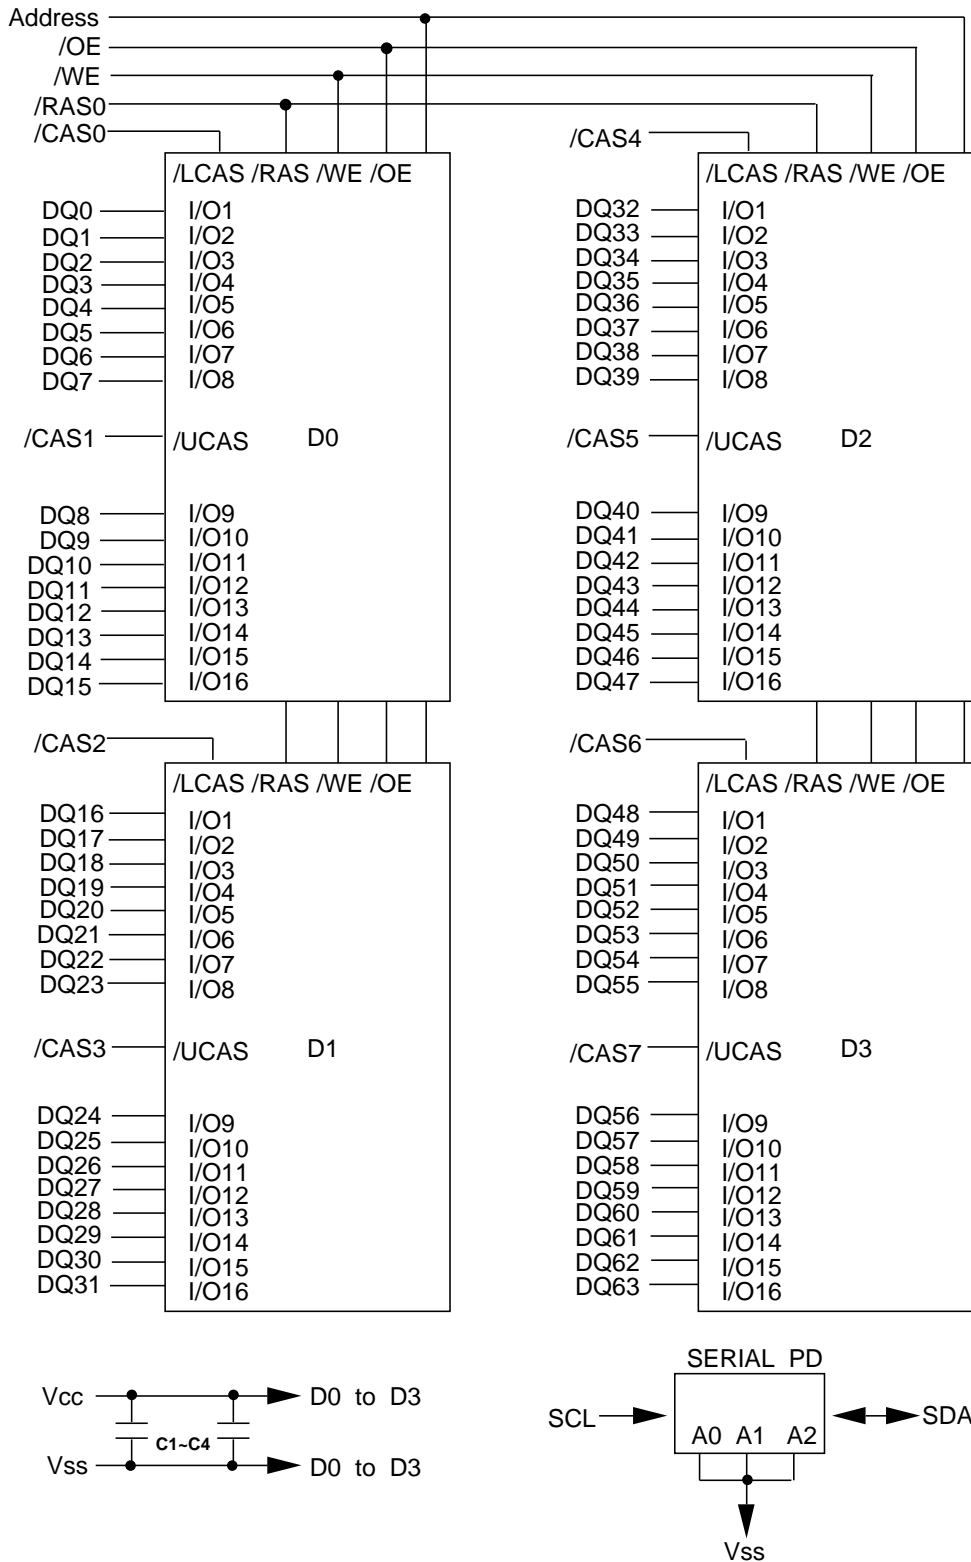 Address
/OE
/WE
/RAS0
/CAS0
/LCAS /RAS /WE /OE
DQ0 I/O1
DQ1 I/O2
DQ2 I/O3
DQ3 I/O4
DQ4 I/O5
DQ5 I/O6
DQ6 I/O7
DQ7 I/O8
/CAS1 /UCAS D0
DQ8 I/O9
DQ9 I/O10
DQ10 I/O11
DQ11 I/O12
DQ12 I/O13
DQ13 I/O14
DQ14 I/O15
DQ15 I/O16
/CAS2
/LCAS /RAS /WE /OE
DQ16 I/O1
DQ17 I/O2
DQ18 I/O3
DQ19 I/O4
DQ20 I/O5
DQ21 I/O6
DQ22 I/O7
DQ23 I/O8
/CAS3 /UCAS D1
DQ24 I/O9
DQ25 I/O10
DQ26 I/O11
DQ27 I/O12
DQ28 I/O13
DQ29 I/O14
DQ30 I/O15
DQ31 I/O16
/CAS4
/LCAS /RAS /WE /OE
DQ32 I/O1
DQ33 I/O2
DQ34 I/O3
DQ35 I/O4
DQ36 I/O5
DQ37 I/O6
DQ38 I/O7
DQ39 I/O8
/CAS5 /UCAS D2
DQ40 I/O9
DQ41 I/O10
DQ42 I/O11
DQ43 I/O12
DQ44 I/O13
DQ45 I/O14
DQ46 I/O15
DQ47 I/O16
/CAS6
/LCAS /RAS /WE /OE
DQ48 I/O1
DQ49 I/O2
DQ50 I/O3
DQ51 I/O4
DQ52 I/O5
DQ53 I/O6
DQ54 I/O7
DQ55 I/O8
/CAS7 /UCAS D3
DQ56 I/O9
DQ57 I/O10
DQ58 I/O11
DQ59 I/O12
DQ60 I/O13
DQ61 I/O14
DQ62 I/O15
DQ63 I/O16
Vcc D0 to D3
C1~C4
Vss D0 to D3
SERIAL PD
SCL SDA
A0 A1 A2
Vss